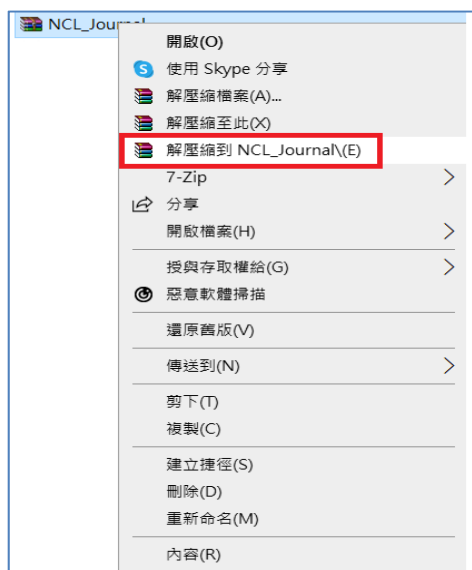 NCL_Journal
開啟(O)
使用 Skype 分享
解壓縮檔案(A)...
解壓縮至此(X)
解壓縮到 NCL_Journal\(E)
7-Zip
分享
開啟檔案(H)
授與存取權給(G)
惡意軟體掃描
還原舊版(V)
傳送到(N)
剪下(T)
複製(C)
建立捷徑(S)
刪除(D)
重新命名(M)
內容(R)